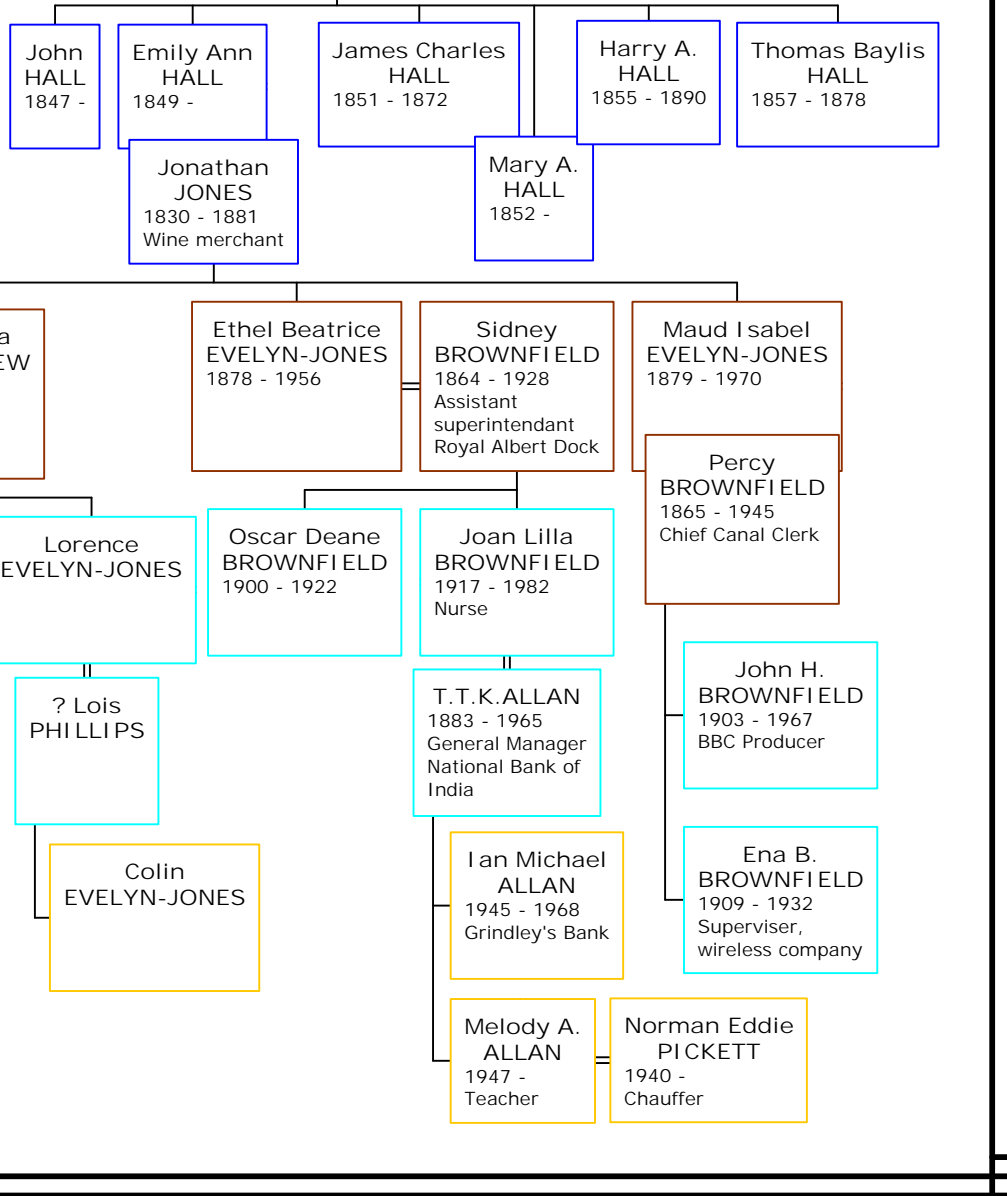 John
HALL
1847 -
Emily Ann
HALL
1849 -
James Charles
HALL
1851 - 1872
Harry A.
HALL
1855 - 1890
Thomas Baylis
HALL
1857 - 1878
Jonathan
JONES
1830 - 1881
Wine merchant
Mary A.
HALL
1852 -
a
EW
Ethel Beatrice
EVELYN-JONES
1878 - 1956
Sidney
BROWNFIELD
1864 - 1928
Assistant
superintendant
Royal Albert Dock
Maud Isabel
EVELYN-JONES
1879 - 1970
Percy
BROWNFIELD
1865 - 1945
Chief Canal Clerk
Lorence
EVELYN-JONES
Oscar Deane
BROWNFIELD
1900 - 1922
Joan Lilla
BROWNFIELD
1917 - 1982
Nurse
? Lois
PHILLIPS
T.T.K.ALLAN
1883 - 1965
General Manager
National Bank of
India
John H.
BROWNFIELD
1903 - 1967
BBC Producer
Colin
EVELYN-JONES
Ian Michael
ALLAN
1945 - 1968
Grindley's Bank
Ena B.
BROWNFIELD
1909 - 1932
Superviser,
wireless company
Melody A.
ALLAN
1947 -
Teacher
Norman Eddie
PICKETT
1940 -
Chauffer